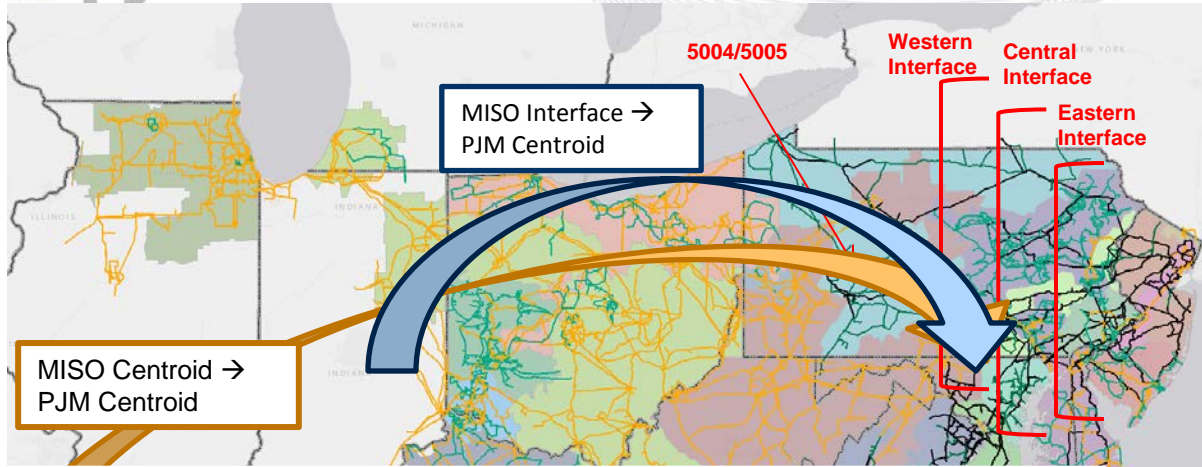 MICHIGAN
NEW YORK
5004/5005
Western
Interface
Central
Interface
Eastern
Interface
MISO Interface →
PJM Centroid
ILLINOIS
INDIANA
INDIANA
MISO Centroid →
PJM Centroid